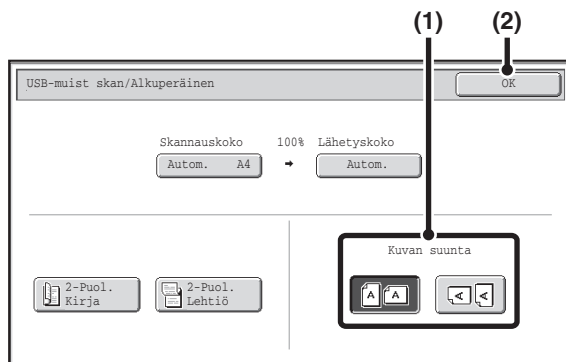 (1) (2)
USB-muist skan/Alkuperäinen OK
Skannauskoko 100% Lähetyskoko
Autom. A4 Autom.
Kuvan suunta
2-Puol. Kirja
2-Puol. Lehtiö
A A A A